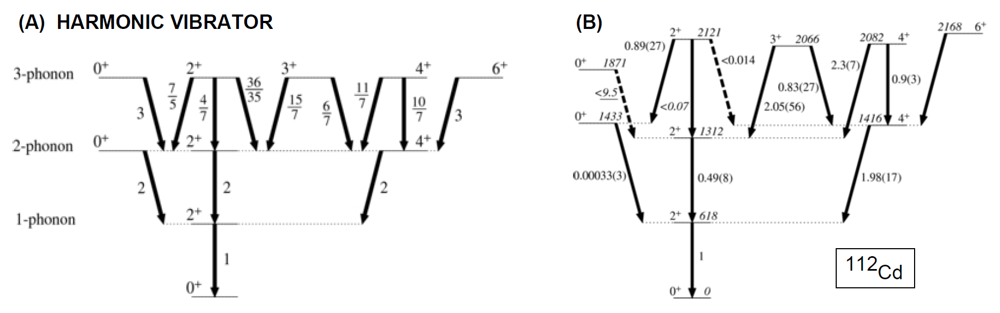 (A) HARMONIC VIBRATOR
3-phonon 0⁺ 2⁺ 3⁺ 4⁺ 6⁺
3 7/5 4/7 36/35 15/7 6/7 11/7 10/7 3
2-phonon 0⁺ 2⁺ 4⁺
2 2 2
1-phonon 2⁺
1
0⁺
(B)
2⁺ 2121 3⁺ 2066 2082 4⁺ 2168 6⁺
0⁺ 1871 0.89(27) <0.014 2.3(7) 0.9(3)
<9.5 <0.07 0.83(27) 2.05(56)
0⁺ 1433 2⁺ 1312 1416 4⁺
0.00033(3) 0.49(8) 1.98(17)
2⁺ 618
1
0⁺ 0
¹¹²Cd